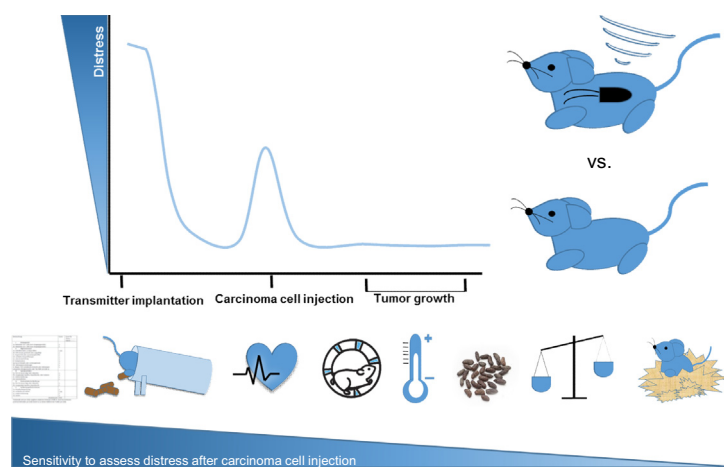 Distress
vs.
Transmitter implantation
Carcinoma cell injection
Tumor growth
+
−
Sensitivity to assess distress after carcinoma cell injection